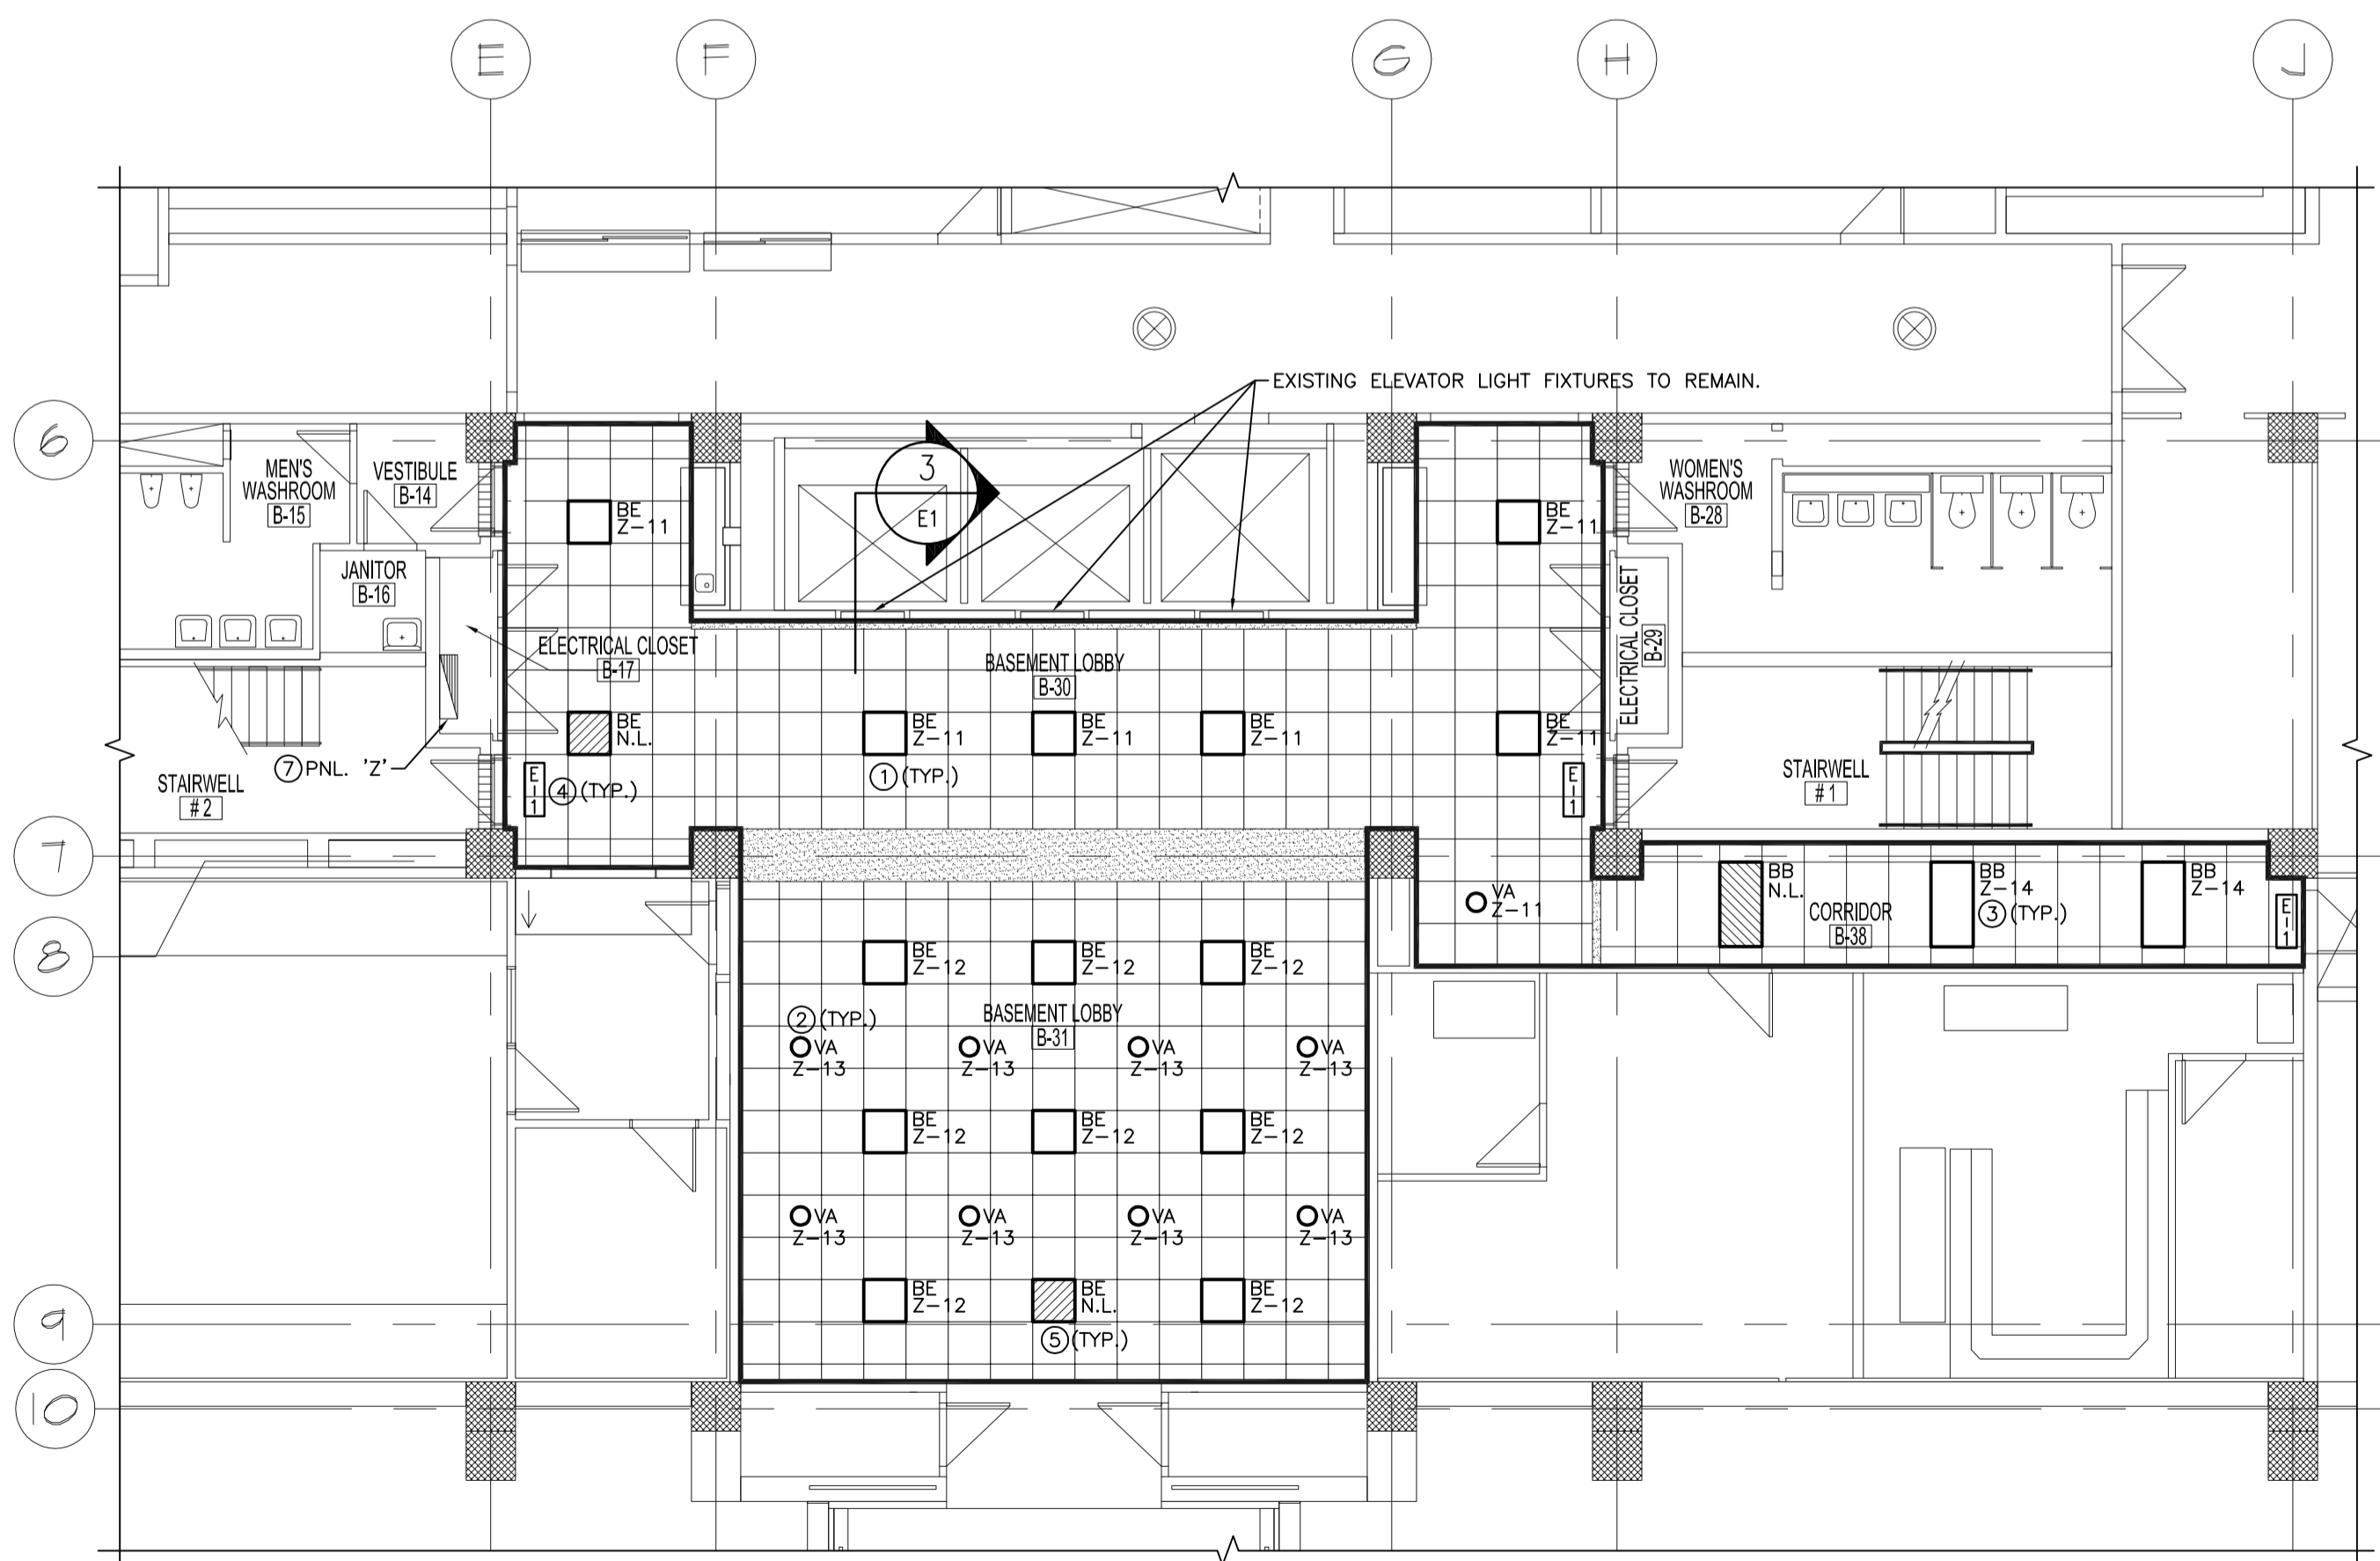 E
F
G
H
J
EXISTING ELEVATOR LIGHT FIXTURES TO REMAIN.
6
MEN'S
WASHROOM
B-15
VESTIBULE
B-14
3
E1
WOMEN'S
WASHROOM
B-28
BE
Z-11
BE
Z-11
JANITOR
B-16
ELECTRICAL CLOSET
B-17
BASEMENT LOBBY
B-30
ELECTRICAL CLOSET
B-29
BE
N.L.
BE
Z-11
BE
Z-11
BE
Z-11
BE
Z-11
7 PNL. 'Z'
STAIRWELL
#2
E-1
4 (TYP.)
1 (TYP.)
E-1
STAIRWELL
#1
7
VA
Z-11
BB
N.L.
BB
Z-14
3 (TYP.)
BB
Z-14
CORRIDOR
B-38
E-1
8
BE
Z-12
BE
Z-12
BE
Z-12
2 (TYP.)
BASEMENT LOBBY
B-31
VA
Z-13
VA
Z-13
VA
Z-13
VA
Z-13
BE
Z-12
BE
Z-12
BE
Z-12
VA
Z-13
VA
Z-13
VA
Z-13
VA
Z-13
BE
Z-12
BE
N.L.
BE
Z-12
5 (TYP.)
9
10